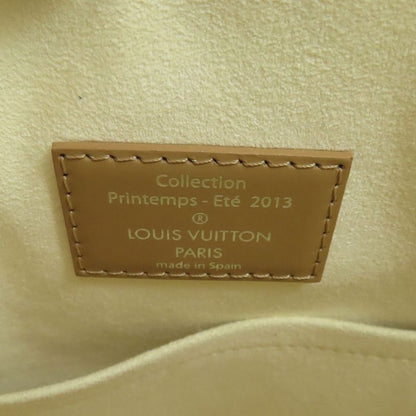 Collection
Printemps - Eté 2013
®
LOUIS VUITTON
PARIS
made in Spain